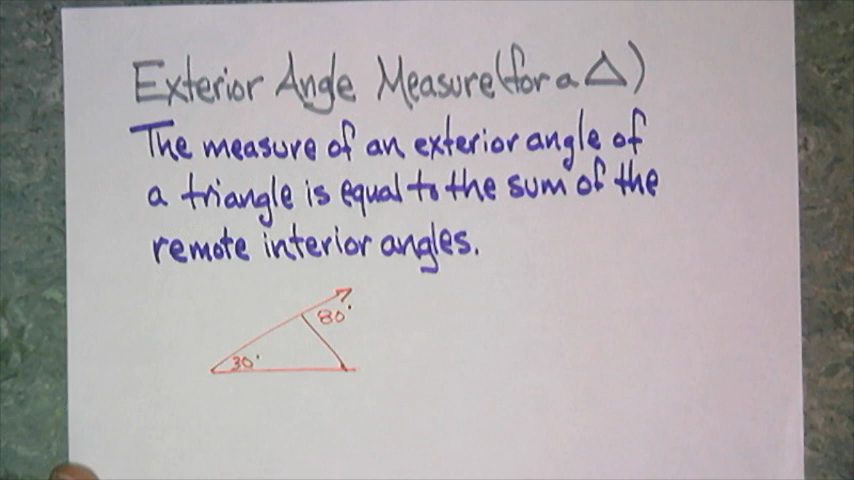 Exterior Angle Measure (for a △)
The measure of an exterior angle of
a triangle is equal to the sum of the
remote interior angles.
80°
30°